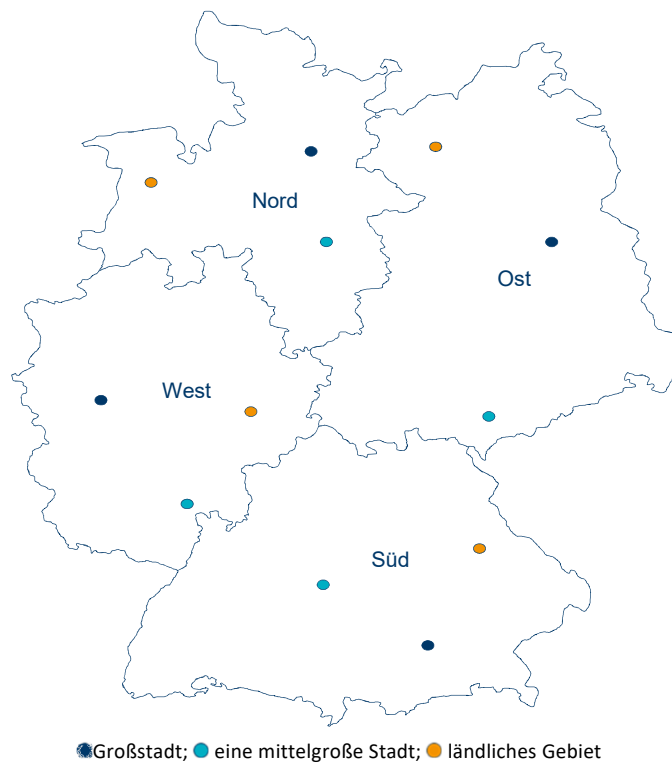 Nord
Ost
West
Süd
Großstadt; eine mittelgroße Stadt; ländliches Gebiet